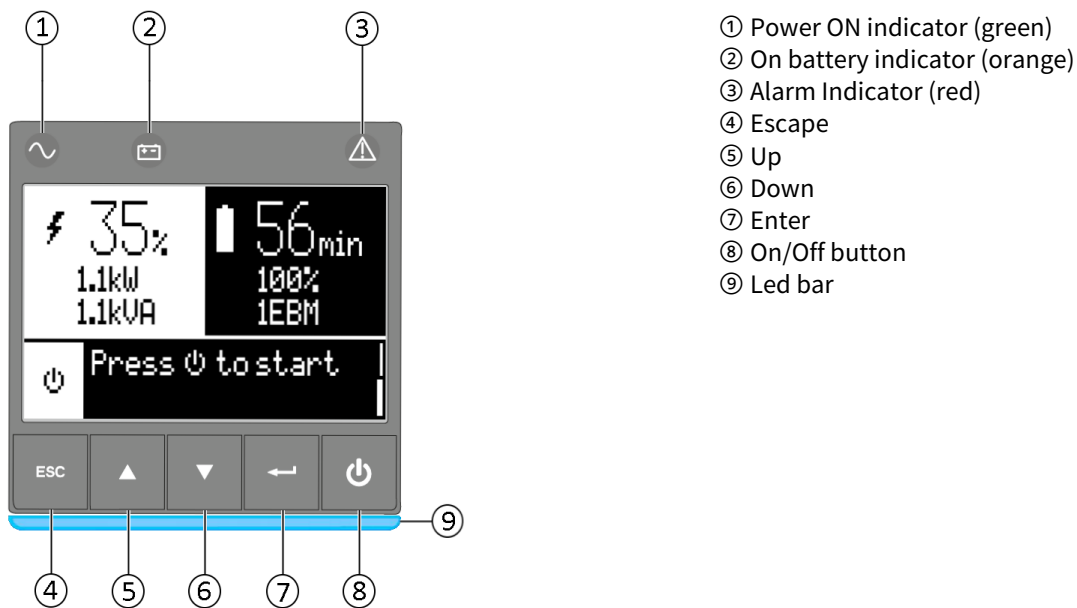 ① ② ③
① Power ON indicator (green)
② On battery indicator (orange)
③ Alarm Indicator (red)
④ Escape
⑤ Up
⑥ Down
⑦ Enter
⑧ On/Off button
⑨ Led bar
35% 56min
1.1kW 100%
1.1kVA 1EBM
Press ⏻ to start
ESC
⑨
④ ⑤ ⑥ ⑦ ⑧